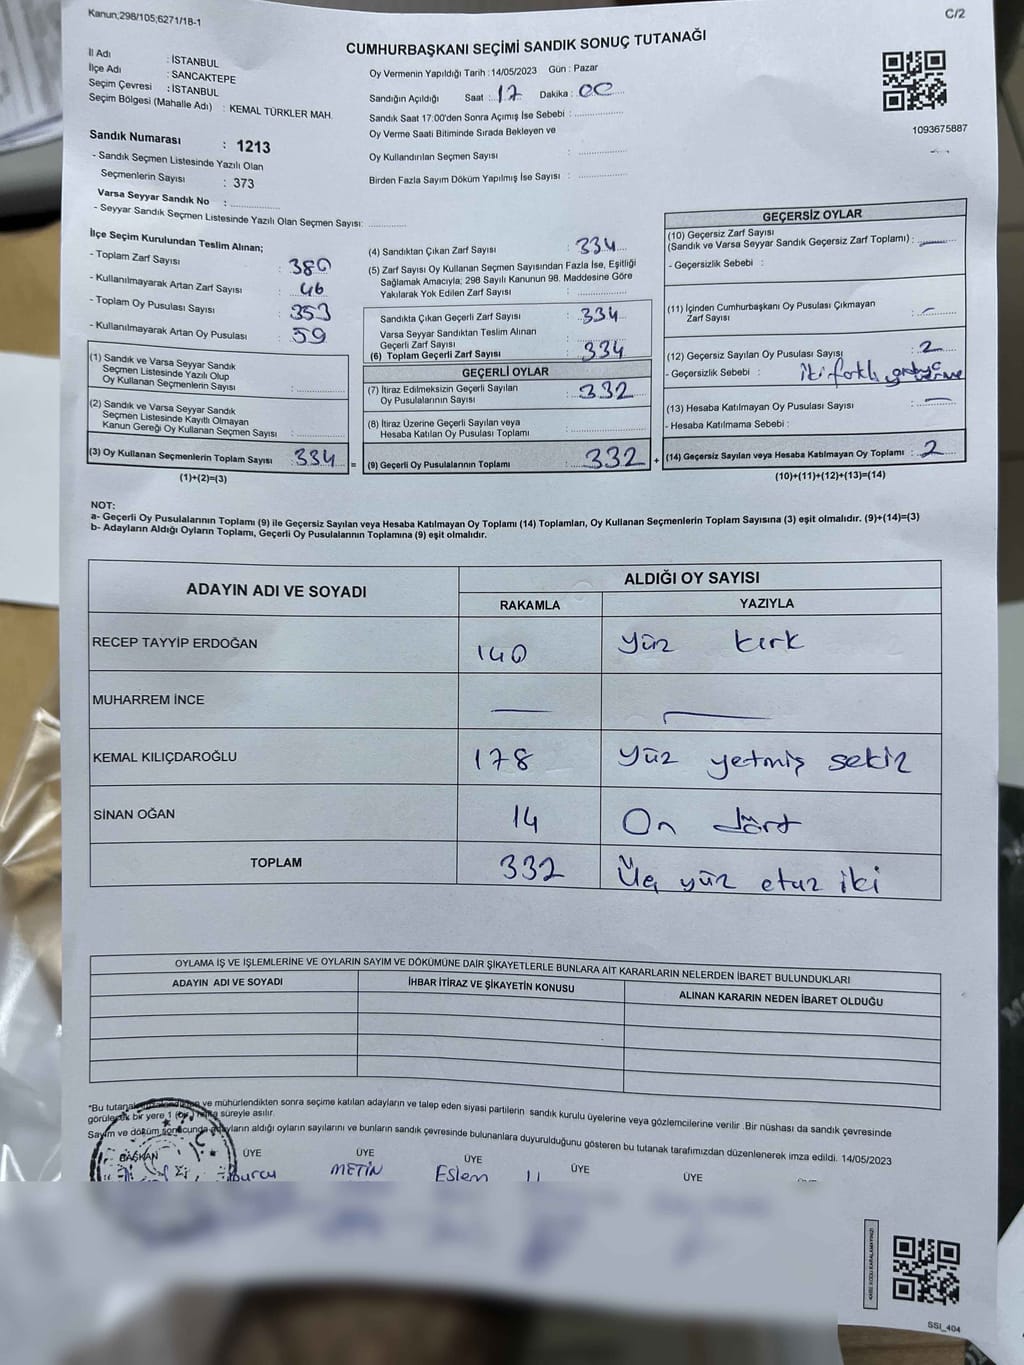 Kanun;298/105;6271/18-1
C/2
CUMHURBAŞKANI SEÇİMİ SANDIK SONUÇ TUTANAĞI
İl Adı : İSTANBUL
İlçe Adı : SANCAKTEPE
Seçim Çevresi : İSTANBUL
Seçim Bölgesi (Mahalle Adı) : KEMAL TÜRKLER MAH.
Sandık Numarası : 1213
- Sandık Seçmen Listesinde Yazılı Olan
Seçmenlerin Sayısı : 373
Varsa Seyyar Sandık No :
- Seyyar Sandık Seçmen Listesinde Yazılı Olan Seçmen Sayısı:
Oy Vermenin Yapıldığı Tarih : 14/05/2023 Gün : Pazar
Sandığın Açıldığı Saat : 17 Dakika : 00
Sandık Saat 17:00'den Sonra Açımış İse Sebebi :
Oy Verme Saati Bitiminde Sırada Bekleyen ve
Oy Kullandırılan Seçmen Sayısı :
Birden Fazla Sayım Döküm Yapılmış İse Sayısı :
1093675887
İlçe Seçim Kurulundan Teslim Alınan;
- Toplam Zarf Sayısı : 380
- Kullanılmayarak Artan Zarf Sayısı : 46
- Toplam Oy Pusulası Sayısı : 353
- Kullanılmayarak Artan Oy Pusulası : 59
(1) Sandık ve Varsa Seyyar Sandık
Seçmen Listesinde Yazılı Olup
Oy Kullanan Seçmenlerin Sayısı :
(2) Sandık ve Varsa Seyyar Sandık
Seçmen Listesinde Kayıtlı Olmayan
Kanun Gereği Oy Kullanan Seçmen Sayısı :
(3) Oy Kullanan Seçmenlerin Toplam Sayısı : 334 =
(1)+(2)=(3)
(4) Sandıktan Çıkan Zarf Sayısı : 334
(5) Zarf Sayısı Oy Kullanan Seçmen Sayısından Fazla İse, Eşitliği
Sağlamak Amacıyla; 298 Sayılı Kanunun 98. Maddesine Göre
Yakılarak Yok Edilen Zarf Sayısı :
Sandıkta Çıkan Geçerli Zarf Sayısı : 334
Varsa Seyyar Sandıktan Teslim Alınan
Geçerli Zarf Sayısı :
(6) Toplam Geçerli Zarf Sayısı : 334
GEÇERLİ OYLAR
(7) İtiraz Edilmeksizin Geçerli Sayılan
Oy Pusulalarının Sayısı : 332
(8) İtiraz Üzerine Geçerli Sayılan veya
Hesaba Katılan Oy Pusulası Toplamı :
(9) Geçerli Oy Pusulalarının Toplamı : 332 +
GEÇERSİZ OYLAR
(10) Geçersiz Zarf Sayısı
(Sandık ve Varsa Seyyar Sandık Geçersiz Zarf Toplamı) :
- Geçersizlik Sebebi :
(11) İçinden Cumhurbaşkanı Oy Pusulası Çıkmayan
Zarf Sayısı :
(12) Geçersiz Sayılan Oy Pusulası Sayısı : 2
- Geçersizlik Sebebi : iki farklı
(13) Hesaba Katılmayan Oy Pusulası Sayısı :
- Hesaba Katılmama Sebebi :
(14) Geçersiz Sayılan veya Hesaba Katılmayan Oy Toplamı : 2
(10)+(11)+(12)+(13)=(14)
NOT:
a- Geçerli Oy Pusulalarının Toplamı (9) ile Geçersiz Sayılan veya Hesaba Katılmayan Oy Toplamı (14) Toplamları, Oy Kullanan Seçmenlerin Toplam Sayısına (3) eşit olmalıdır. (9)+(14)=(3)
b- Adayların Aldığı Oyların Toplamı, Geçerli Oy Pusulalarının Toplamına (9) eşit olmalıdır.
ADAYIN ADI VE SOYADI
ALDIĞI OY SAYISI
RAKAMLA YAZIYLA
RECEP TAYYİP ERDOĞAN 140 yüz kırk
MUHARREM İNCE
KEMAL KILIÇDAROĞLU 178 yüz yetmiş sekiz
SİNAN OĞAN 14 On dört
TOPLAM 332 Üç yüz otuz iki
OYLAMA İŞ VE İŞLEMLERİNE VE OYLARIN SAYIM VE DÖKÜMÜNE DAİR ŞİKAYETLERLE BUNLARA AİT KARARLARIN NELERDEN İBARET BULUNDUKLARI
ADAYIN ADI VE SOYADI İHBAR İTİRAZ VE ŞİKAYETİN KONUSU ALINAN KARARIN NEDEN İBARET OLDUĞU
*Bu tutanak ve mühürlendikten sonra seçime katılan adayların ve talep eden siyasi partilerin sandık kurulu üyelerine veya gözlemcilerine verilir .Bir nüshası da sandık çevresinde
görülecek bir yere 1 hafta süreyle asılır.
Sayım ve döküm sonucunda adayların aldığı oyların sayılarını ve bunların sandık çevresinde bulunanlara duyurulduğunu gösteren bu tutanak tarafımızdan düzenlenerek imza edildi. 14/05/2023
BAŞKAN ÜYE ÜYE ÜYE ÜYE ÜYE
Burcu METİN Eslem
SSI_404